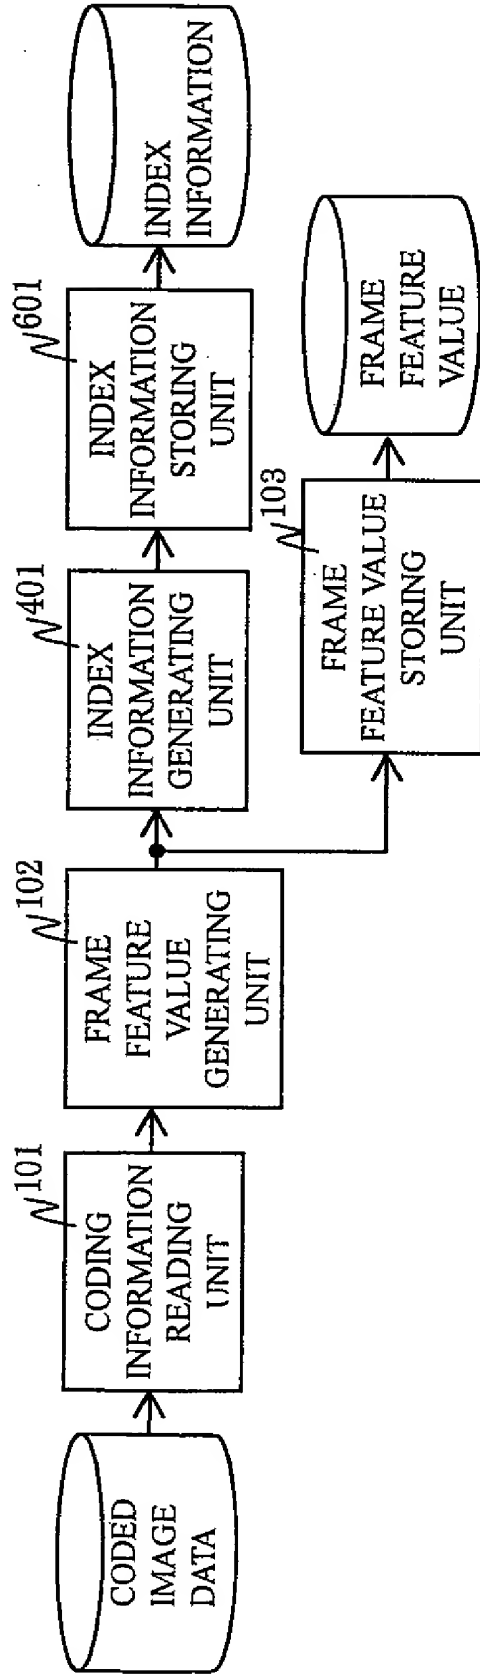 CODED
IMAGE
DATA
101
CODING
INFORMATION
READING
UNIT
102
FRAME
FEATURE
VALUE
GENERATING
UNIT
401
INDEX
INFORMATION
GENERATING
UNIT
601
INDEX
INFORMATION
STORING
UNIT
INDEX
INFORMATION
103
FRAME
FEATURE VALUE
STORING
UNIT
FRAME
FEATURE
VALUE